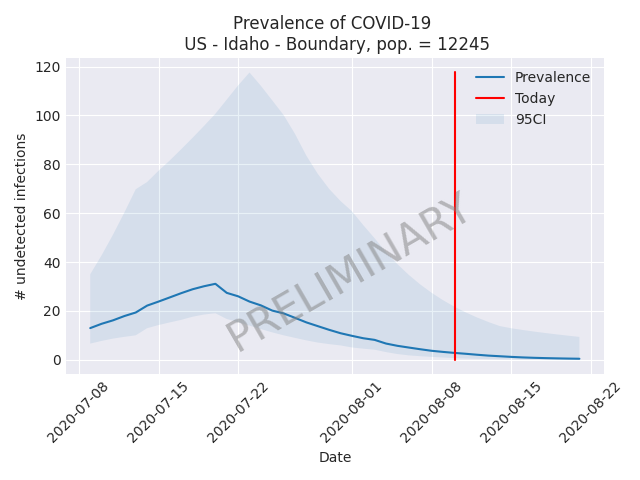 Prevalence of COVID-19
US - Idaho - Boundary, pop. = 12245
# undetected infections
120
100
80
60
40
20
0
Prevalence
Today
95CI
PRELIMINARY
2020-07-08
2020-07-15
2020-07-22
2020-08-01
2020-08-08
2020-08-15
2020-08-22
Date